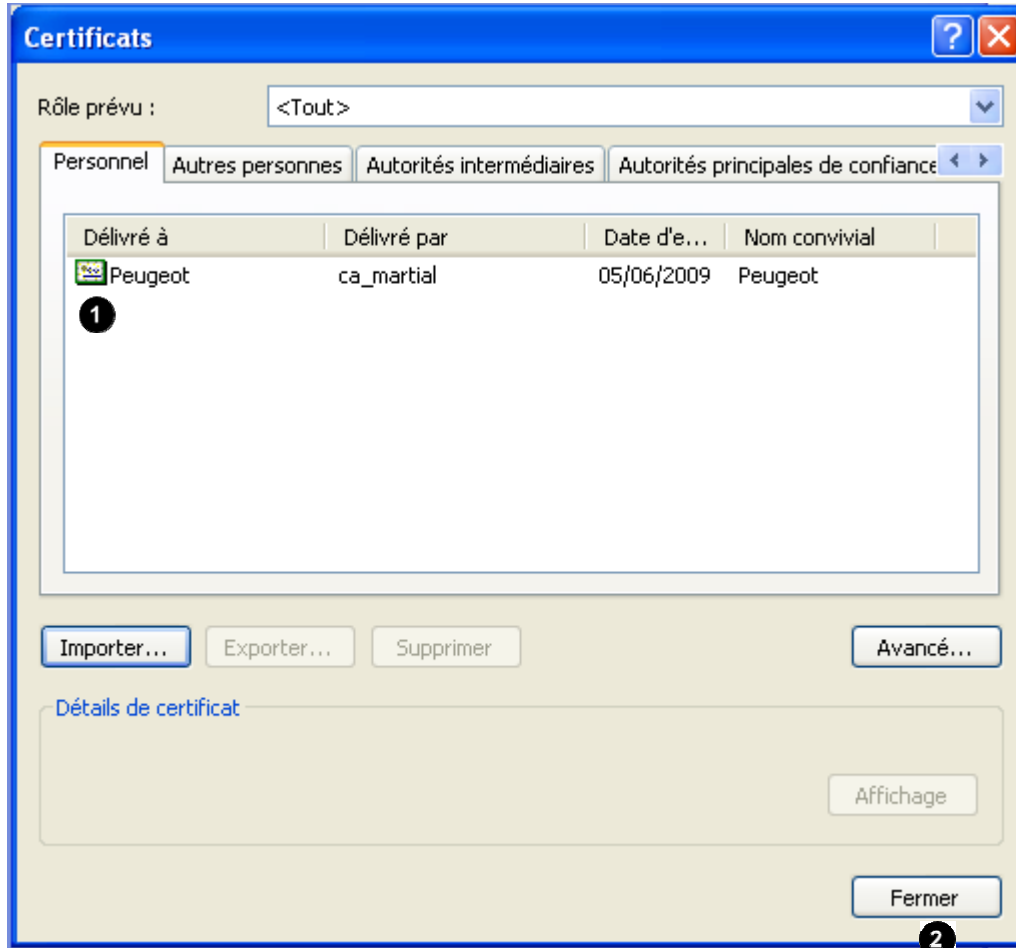 Certificats
Rôle prévu :
<Tout>
Personnel Autres personnes Autorités intermédiaires Autorités principales de confiance
Délivré à Délivré par Date d'e... Nom convivial
Peugeot ca_martial 05/06/2009 Peugeot
1
Importer... Exporter... Supprimer Avancé...
Détails de certificat
Affichage
Fermer
2